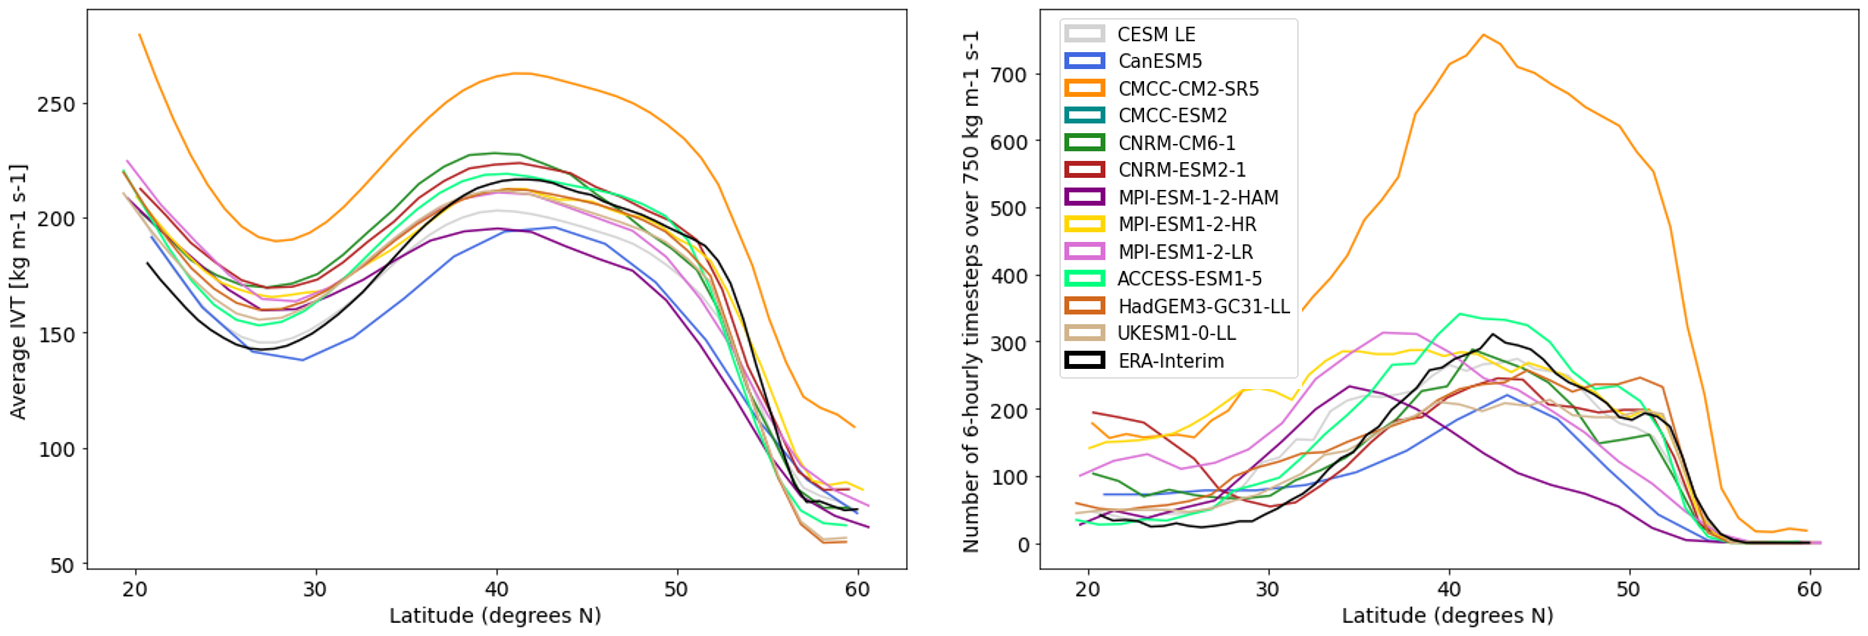 Average IVT [kg m-1 s-1]
250
200
150
100
50
20 30 40 50 60
Latitude (degrees N)
Number of 6-hourly timesteps over 750 kg m-1 s-1
700
600
500
400
300
200
100
0
20 30 40 50 60
Latitude (degrees N)
CESM LE
CanESM5
CMCC-CM2-SR5
CMCC-ESM2
CNRM-CM6-1
CNRM-ESM2-1
MPI-ESM-1-2-HAM
MPI-ESM1-2-HR
MPI-ESM1-2-LR
ACCESS-ESM1-5
HadGEM3-GC31-LL
UKESM1-0-LL
ERA-Interim